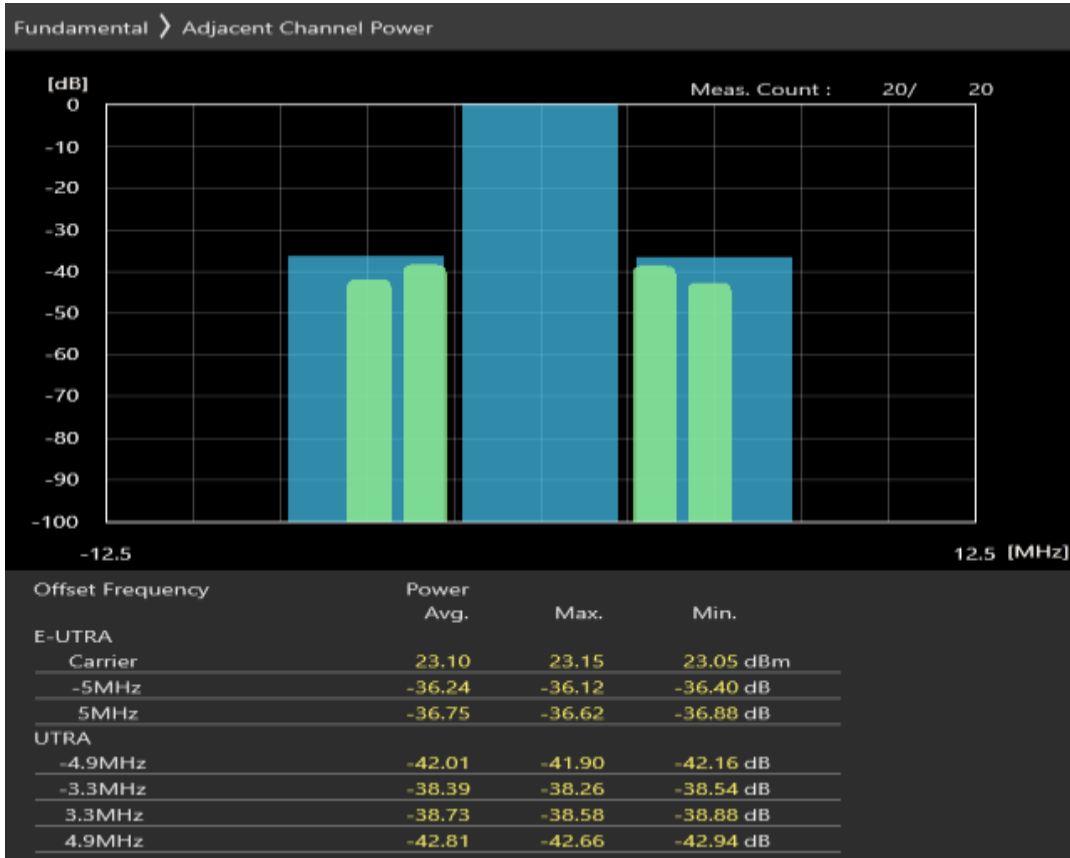 Fundamental 〉 Adjacent Channel Power
[dB]
Meas. Count : 20/ 20
0
-10
-20
-30
-40
-50
-60
-70
-80
-90
-100
-12.5 12.5 [MHz]
Offset Frequency Power
Avg. Max. Min.
E-UTRA
Carrier 23.10 23.15 23.05 dBm
-5MHz -36.24 -36.12 -36.40 dB
5MHz -36.75 -36.62 -36.88 dB
UTRA
-4.9MHz -42.01 -41.90 -42.16 dB
-3.3MHz -38.39 -38.26 -38.54 dB
3.3MHz -38.73 -38.58 -38.88 dB
4.9MHz -42.81 -42.66 -42.94 dB